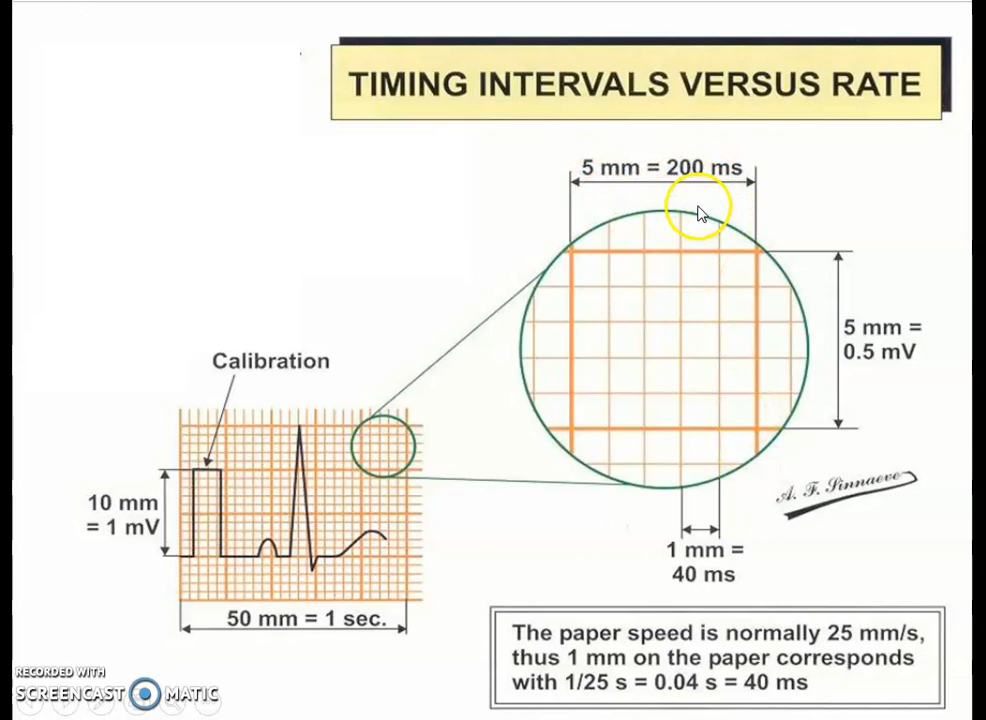 TIMING INTERVALS VERSUS RATE
5 mm = 200 ms
5 mm =
0.5 mV
Calibration
10 mm
= 1 mV
A. F. Sinnaeve
1 mm =
40 ms
50 mm = 1 sec.
The paper speed is normally 25 mm/s,
thus 1 mm on the paper corresponds
with 1/25 s = 0.04 s = 40 ms
RECORDED WITH
SCREENCAST MATIC